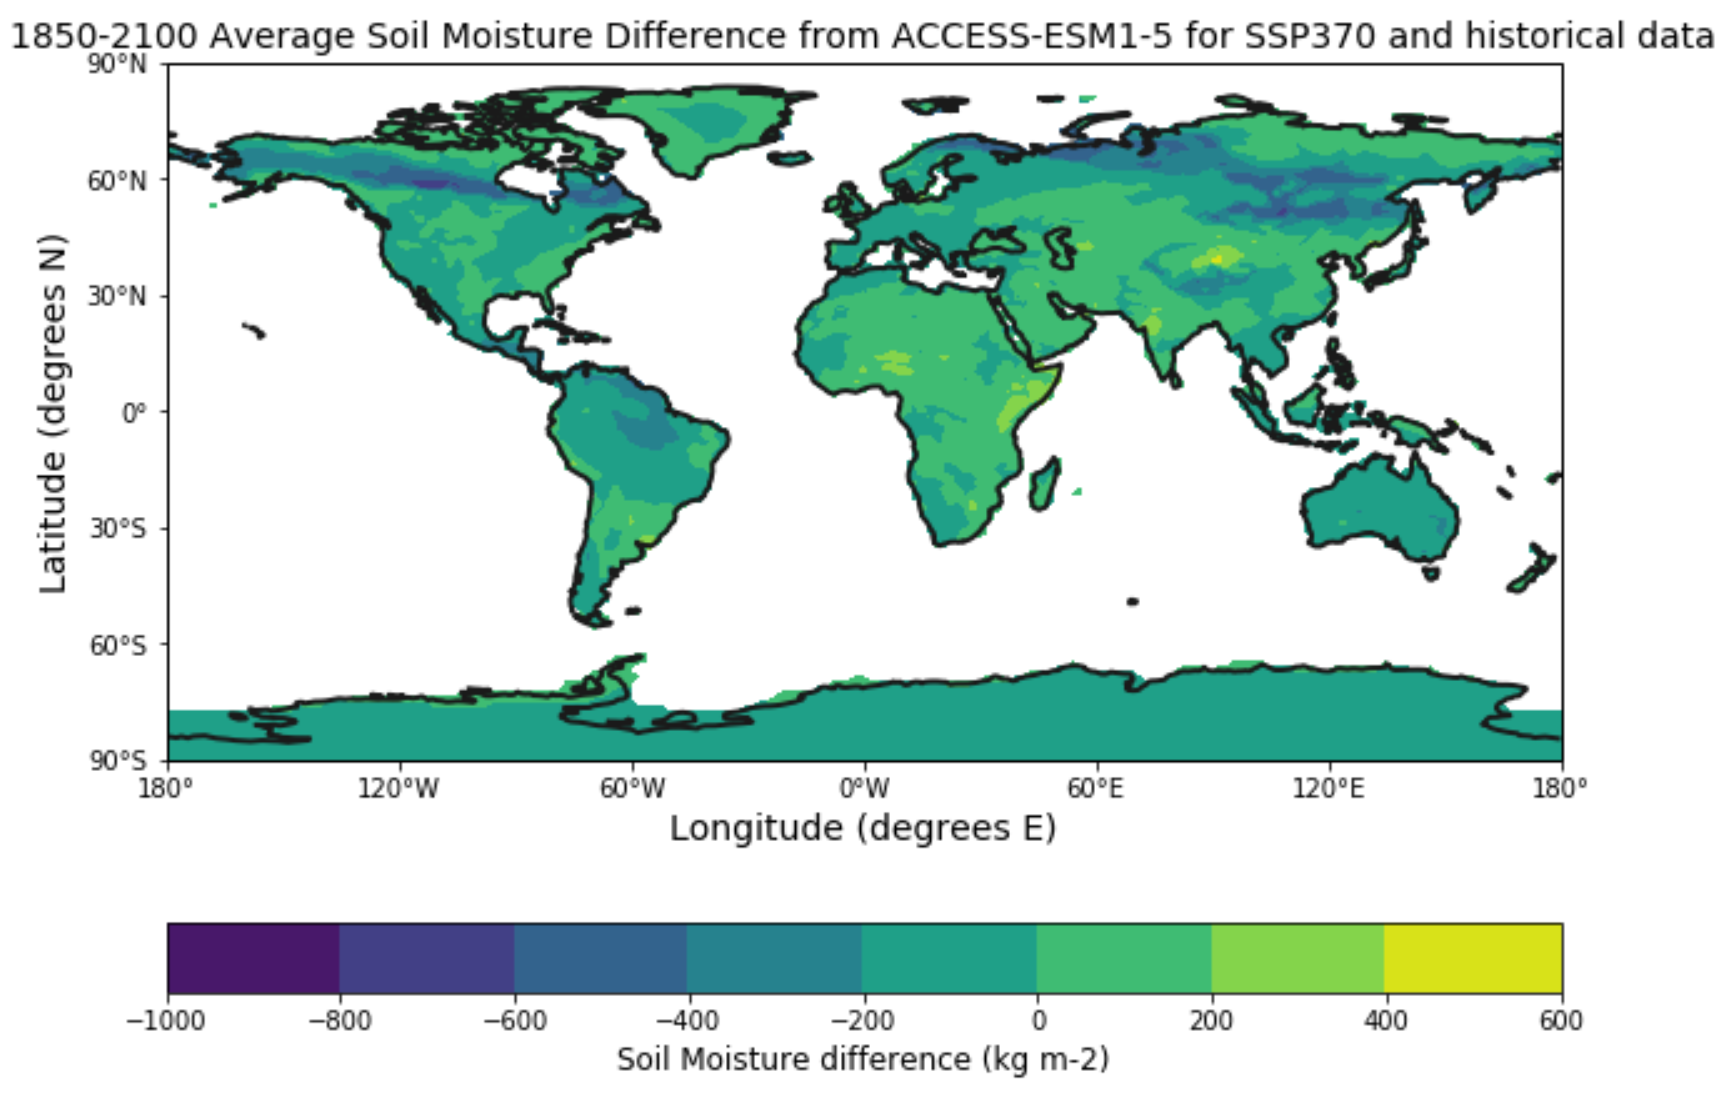 1850-2100 Average Soil Moisture Difference from ACCESS-ESM1-5 for SSP370 and historical data
90°N
60°N
30°N
0°
30°S
60°S
90°S
Latitude (degrees N)
180° 120°W 60°W 0°W 60°E 120°E 180°
Longitude (degrees E)
−1000 −800 −600 −400 −200 0 200 400 600
Soil Moisture difference (kg m-2)